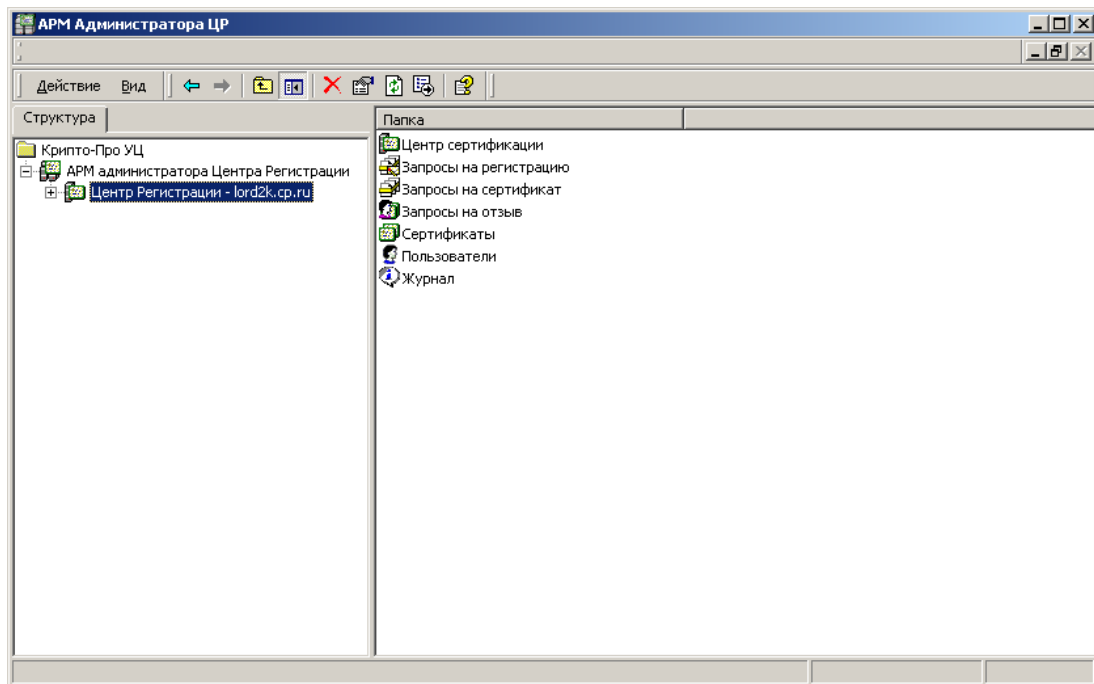 АРМ Администратора ЦР
Действие Вид
Структура
Папка
Крипто-Про УЦ
АРМ администратора Центра Регистрации
Центр Регистрации - lord2k.cp.ru
Центр сертификации
Запросы на регистрацию
Запросы на сертификат
Запросы на отзыв
Сертификаты
Пользователи
Журнал